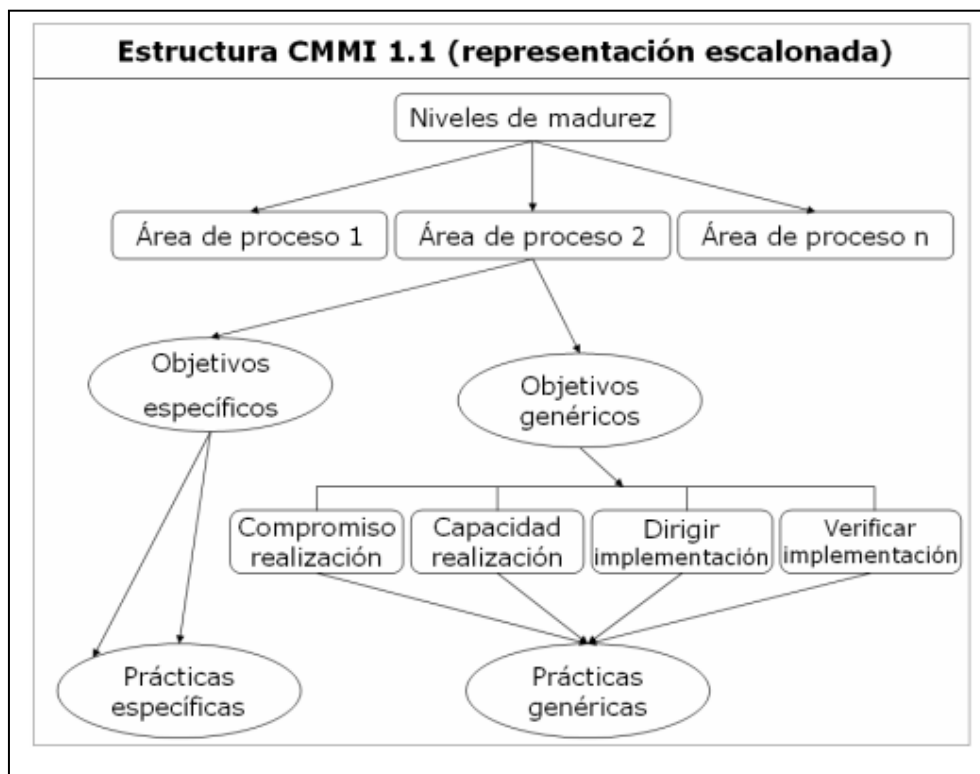 Estructura CMMI 1.1 (representación escalonada)
Niveles de madurez
Área de proceso 1
Área de proceso 2
Área de proceso n
Objetivos
específicos
Objetivos
genéricos
Compromiso
realización
Capacidad
realización
Dirigir
implementación
Verificar
implementación
Prácticas
específicas
Prácticas
genéricas